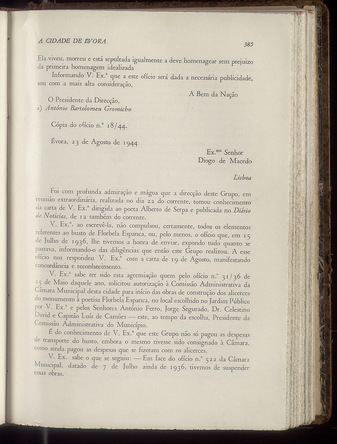 A CIDADE DE EVORA 385
Ela viveu, morreu e está sepultada igualmente a deve homenagear sem prejuízo
da primeira homenagem idealizada
Informando V. Ex.ª que a este ofício será dada a necessária publicidade,
sou com a mais alta consideração,
A Bem da Nação
O Presidente da Direcção,
a) António Bartolomeu Gromicho
Cópia do ofício n.º 18/44.
Évora, 23 de Agosto de 1944
Ex.mo Senhor
Diogo de Macedo
Lisboa
Foi com profunda admiração e mágoa que a direcção deste Grupo, em
reunião extraordinária, realizada no dia 22 do corrente, tomou conhecimento
da carta de V. Ex.ª dirigida ao poeta Alberto de Serpa e publicada no Diário
de Notícias, de 12 também do corrente.
V. Ex.ª, ao escrevê-la, não compulsou, certamente, todos os elementos
referentes ao busto de Florbela Espanca, ou, pelo menos, o ofício que, em 15
de Julho de 1936, lhe tivemos a honra de enviar, expondo tudo quanto se
passava, informando-o das diligências que então este Grupo realizou. A esse
ofício nos respondeu V. Ex.ª com a carta de 19 de Agosto, manifestando
concordância e reconhecimento.
V. Ex.ª sabe ter sido esta agremiação quem pelo ofício n.º 31/36 de
15 de Maio daquele ano, solicitou autorização à Comissão Administrativa da
Câmara Municipal desta cidade para início das obras de construção dos alicerces
do monumento à poetisa Florbela Espanca, no local escolhido no Jardim Público
por V. Ex.ª e pelos Senhores António Ferro, Jorge Segurado, Dr. Celestino
David e Capitão Luiz de Camões — este, ao tempo da escolha, Presidente da
Comissão Administrativa do Município.
É do conhecimento de V. Ex.ª que este Grupo não só pagou as despesas
de transporte do busto, embora o mesmo tivesse sido consignado à Câmara,
como ainda pagou as despesas que se fizeram com os alicerces.
V. Ex. sabe o que se seguiu: — Em face do ofício n.º 522 da Câmara
Municipal, datado de 7 de Julho ainda de 1936, tivemos de suspender
essas obras.